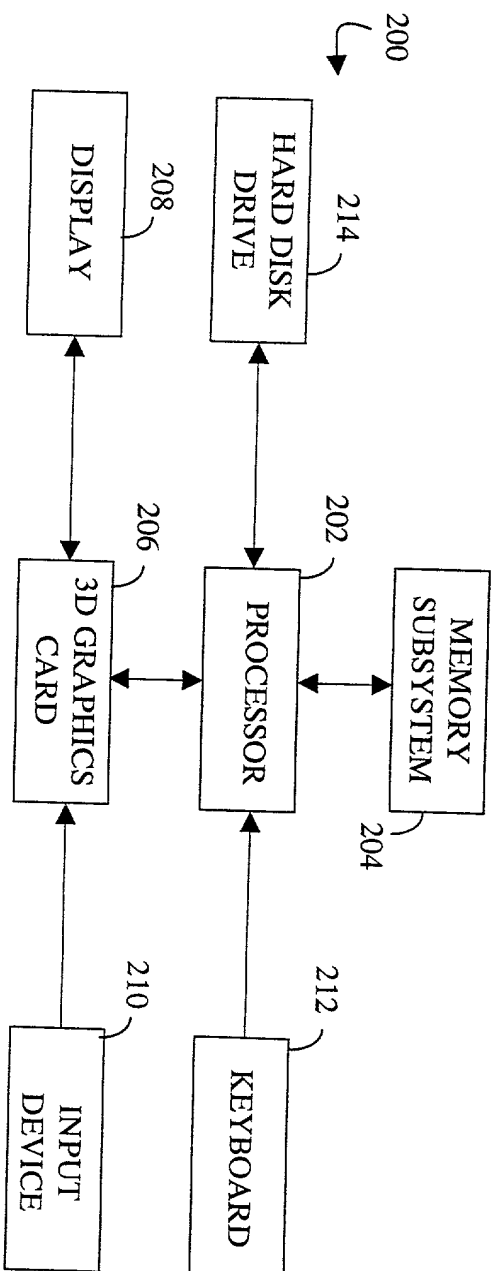 200
MEMORY
SUBSYSTEM
204
214
HARD DISK
DRIVE
202
PROCESSOR
212
KEYBOARD
208
DISPLAY
206
3D GRAPHICS
CARD
210
INPUT
DEVICE